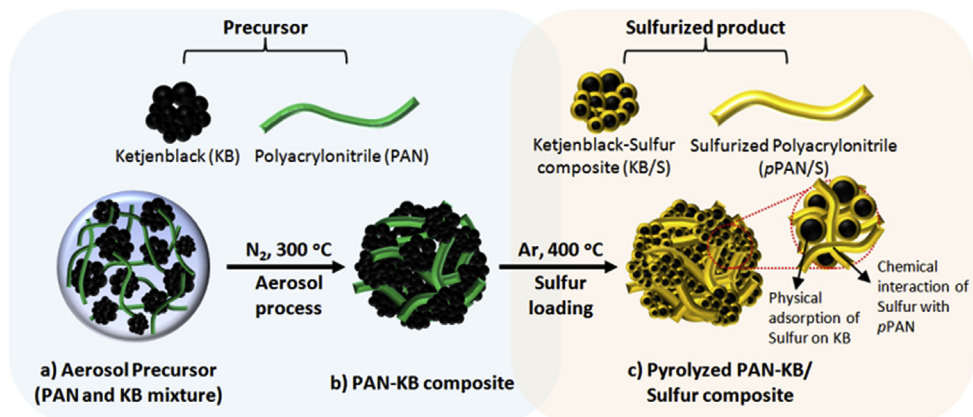 Precursor
Ketjenblack (KB)
Polyacrylonitrile (PAN)
Sulfurized product
Ketjenblack-Sulfur
composite (KB/S)
Sulfurized Polyacrylonitrile
(pPAN/S)
N₂, 300 °C
Aerosol
process
Ar, 400 °C
Sulfur
loading
Physical
adsorption of
Sulfur on KB
Chemical
interaction of
Sulfur with
pPAN
a) Aerosol Precursor
(PAN and KB mixture)
b) PAN-KB composite
c) Pyrolyzed PAN-KB/
Sulfur composite